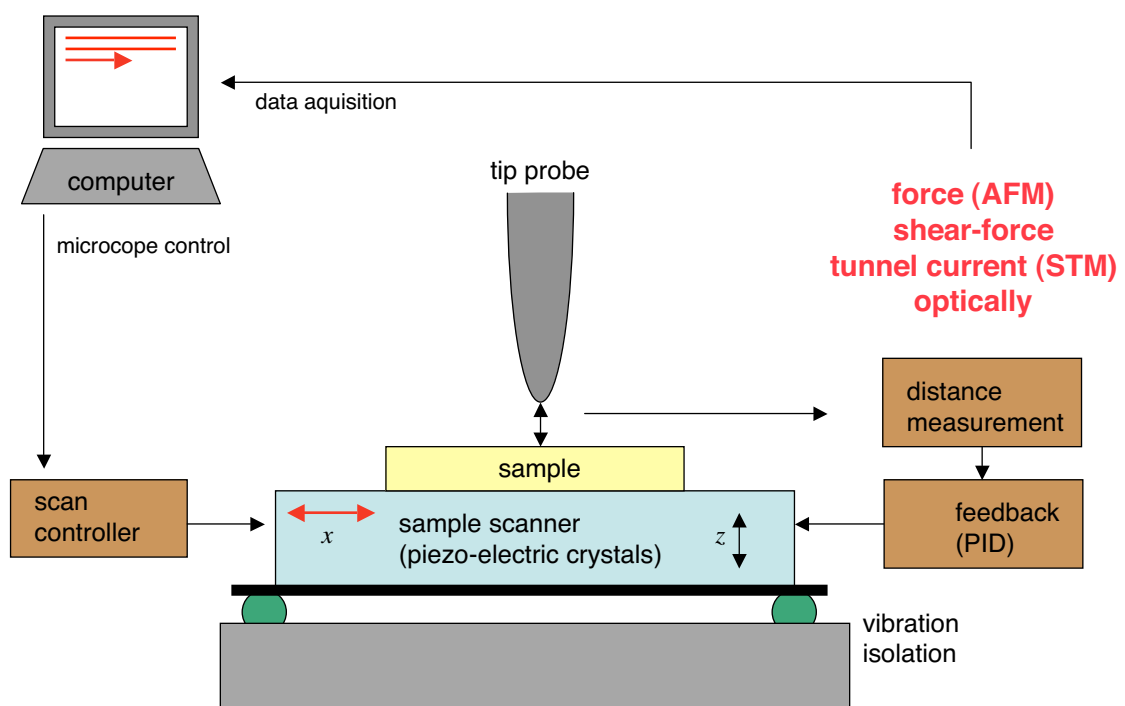 data aquisition
computer
microcope control
tip probe
force (AFM)
shear-force
tunnel current (STM)
optically
distance
measurement
sample
scan
controller
x
sample scanner
(piezo-electric crystals)
z
feedback
(PID)
vibration
isolation